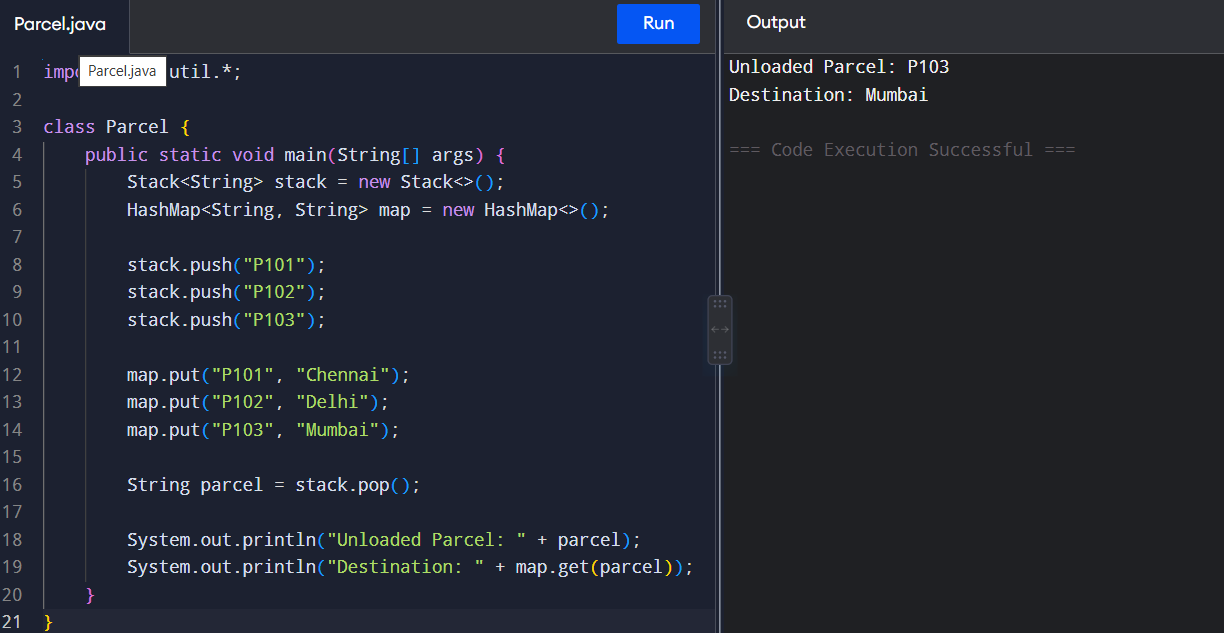 Parcel.java
Run
1 impo Parcel.java util.*;
2
3 class Parcel {
4     public static void main(String[] args) {
5         Stack<String> stack = new Stack<>();
6         HashMap<String, String> map = new HashMap<>();
7
8         stack.push("P101");
9         stack.push("P102");
10         stack.push("P103");
11
12         map.put("P101", "Chennai");
13         map.put("P102", "Delhi");
14         map.put("P103", "Mumbai");
15
16         String parcel = stack.pop();
17
18         System.out.println("Unloaded Parcel: " + parcel);
19         System.out.println("Destination: " + map.get(parcel));
20     }
21 }
Output
Unloaded Parcel: P103
Destination: Mumbai
=== Code Execution Successful ===